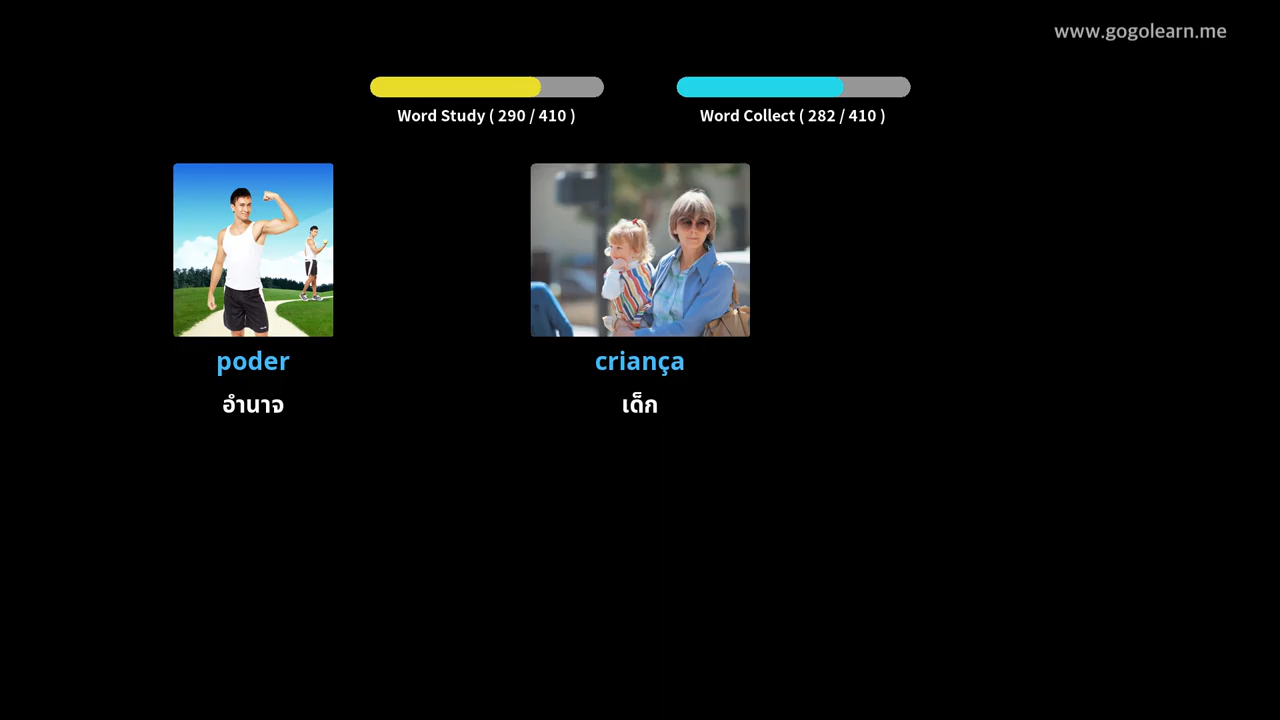 www.gogolearn.me
Word Study ( 290 / 410 )
Word Collect ( 282 / 410 )
poder
criança
อำนาจ
เด็ก